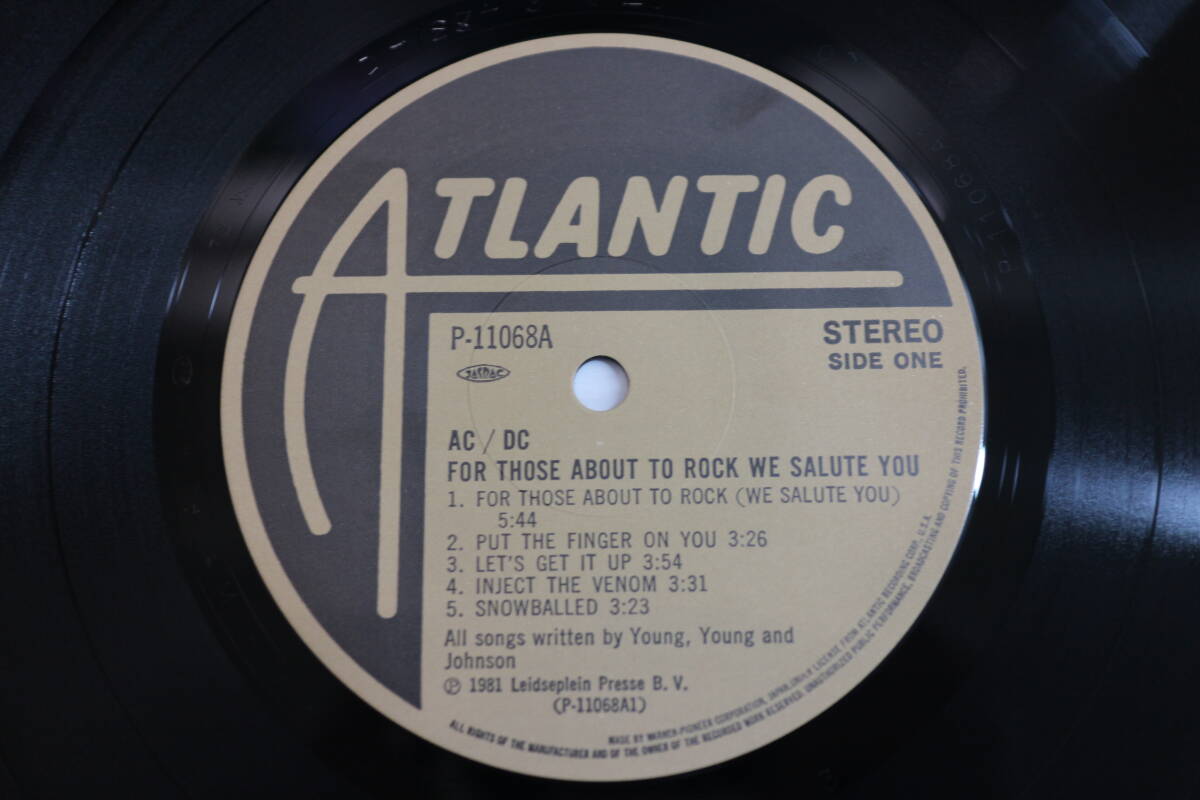 ATLANTIC
P-11068A
STEREO
SIDE ONE
JASRAC
AC / DC
FOR THOSE ABOUT TO ROCK WE SALUTE YOU
1. FOR THOSE ABOUT TO ROCK (WE SALUTE YOU)
5:44
2. PUT THE FINGER ON YOU 3:26
3. LET'S GET IT UP 3:54
4. INJECT THE VENOM 3:31
5. SNOWBALLED 3:23
All songs written by Young, Young and
Johnson
Ⓟ 1981 Leidseplein Presse B. V.
(P-11068A1)
MADE BY WARNER-PIONEER CORPORATION, JAPAN, UNDER LICENSE FROM ATLANTIC RECORDING CORP., U.S.A.
ALL RIGHTS OF THE MANUFACTURER AND OF THE OWNER OF THE RECORDED WORK RESERVED. UNAUTHORIZED PUBLIC PERFORMANCE, BROADCASTING AND COPYING OF THIS RECORD PROHIBITED.